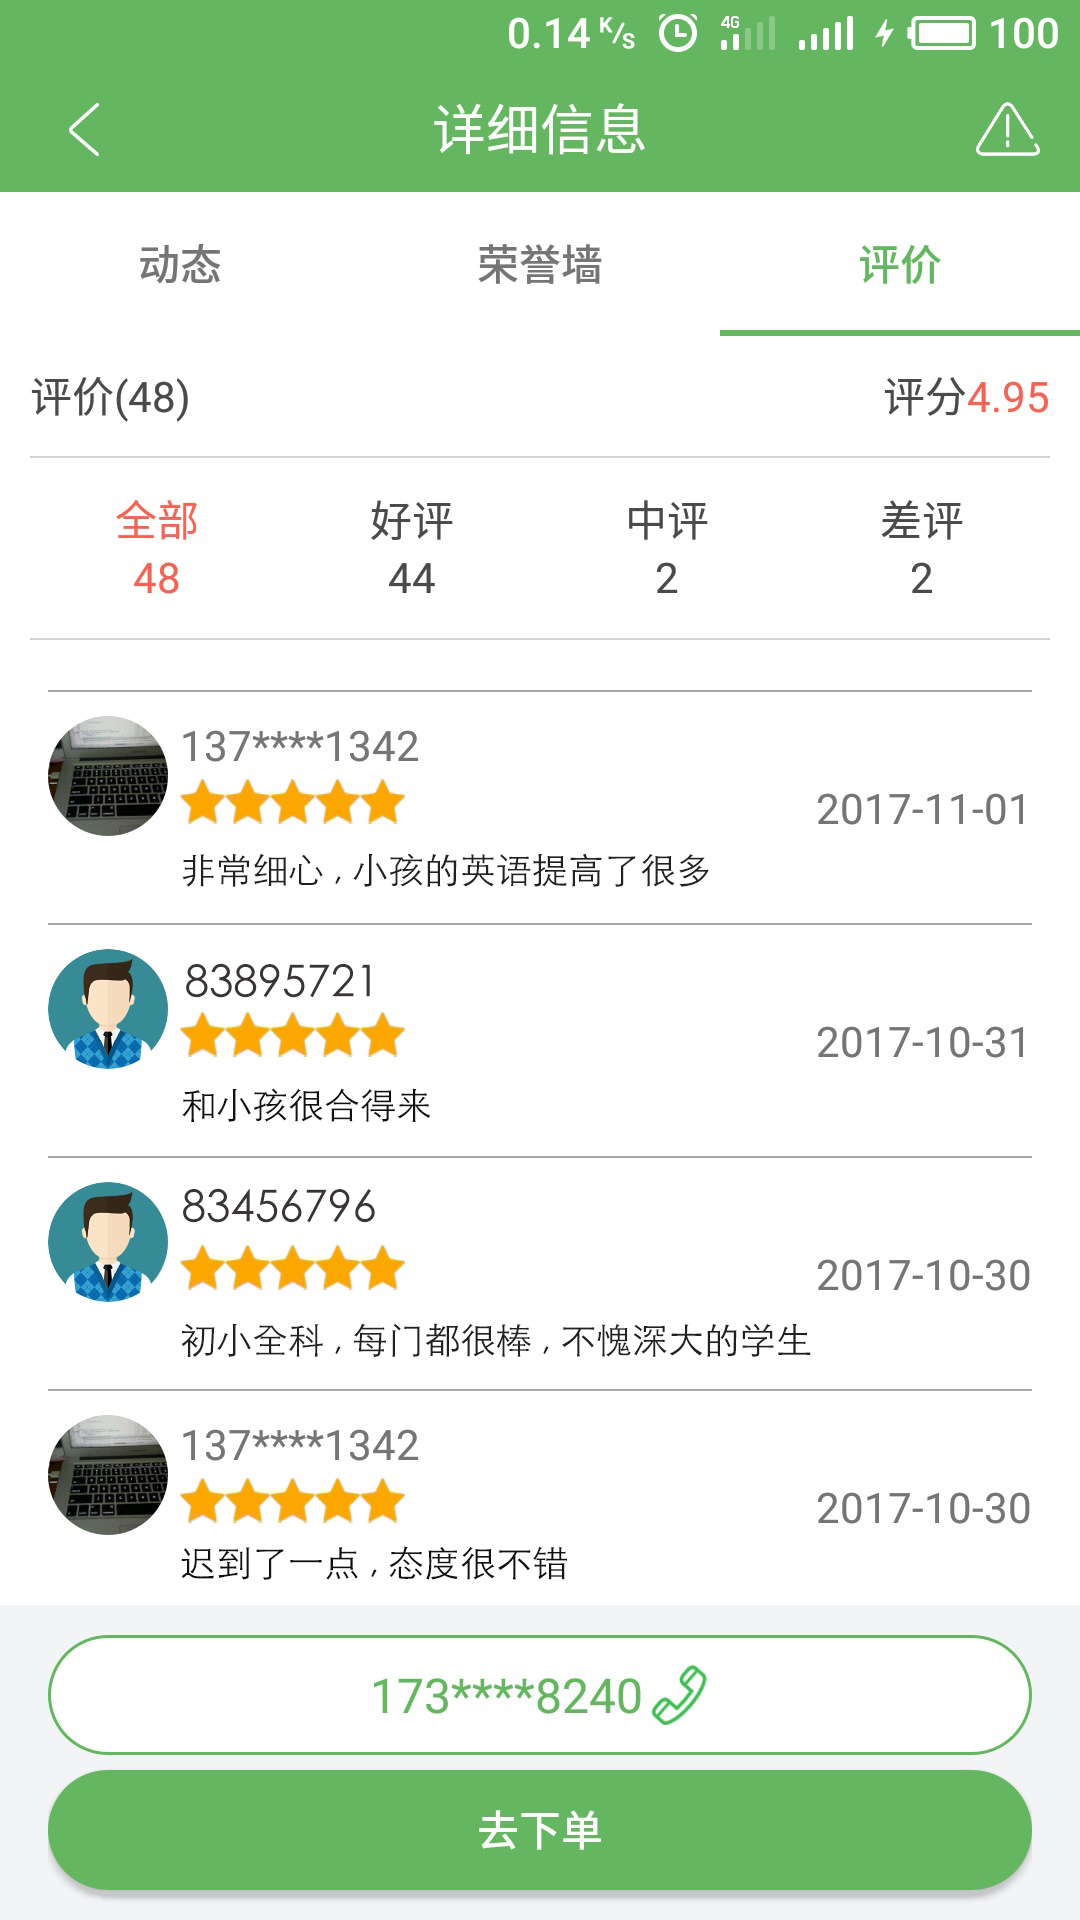 0.14 K/S 4G 100
详细信息
动态 荣誉墙 评价
评价(48) 评分4.95
全部 好评 中评 差评
48 44 2 2
137****1342
2017-11-01
非常细心,小孩的英语提高了很多
83895721
2017-10-31
和小孩很合得来
83456796
2017-10-30
初小全科,每门都很棒,不愧深大的学生
137****1342
2017-10-30
迟到了一点,态度很不错
173****8240
去下单